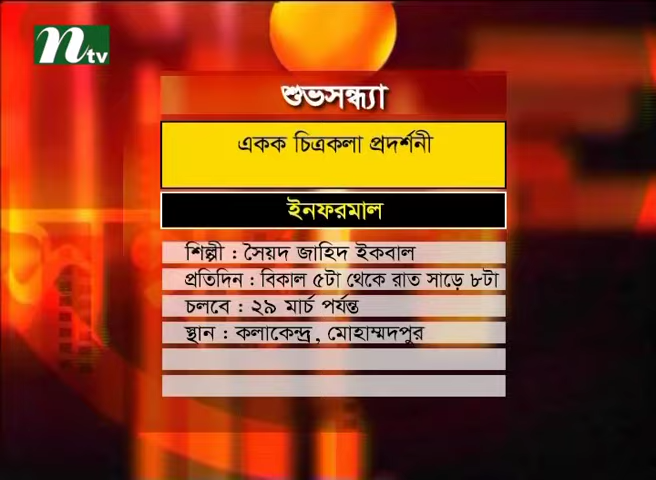 ntv
শুভসন্ধ্যা
একক চিত্রকলা প্রদর্শনী
ইনফরমাল
শিল্পী : সৈয়দ জাহিদ ইকবাল
প্রতিদিন : বিকাল ৫টা থেকে রাত সাড়ে ৮টা
চলবে : ২৯ মার্চ পর্যন্ত
স্থান : কলাকেন্দ্র, মোহাম্মদপুর